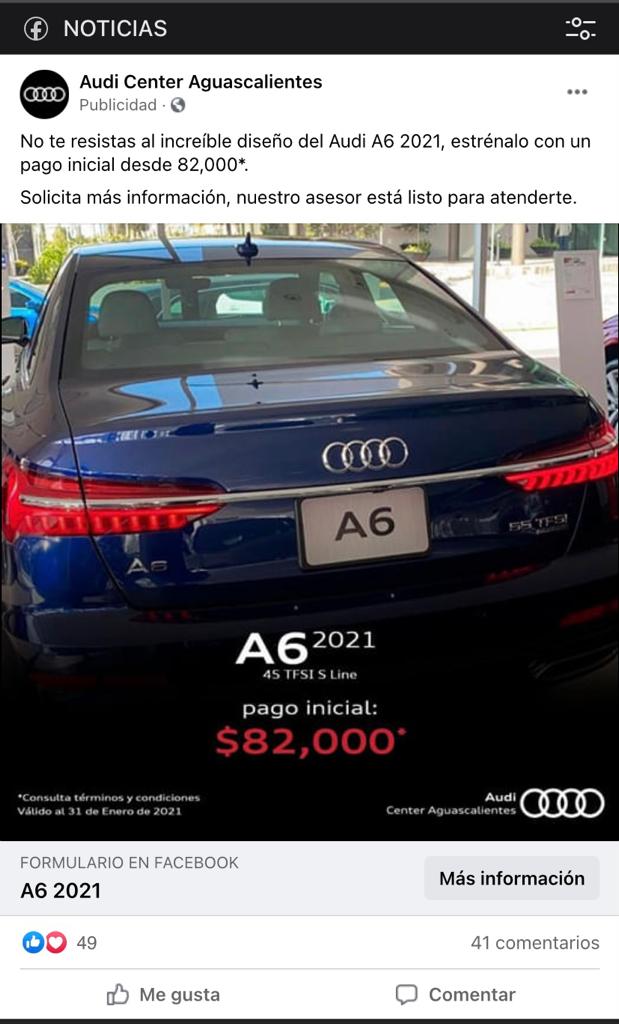 NOTICIAS
Audi Center Aguascalientes
Publicidad ·
No te resistas al increíble diseño del Audi A6 2021, estrénalo con un
pago inicial desde 82,000*.
Solicita más información, nuestro asesor está listo para atenderte.
A6
55 TFSI
A6
A6 2021
45 TFSI S Line
pago inicial:
$82,000*
*Consulta términos y condiciones
Válido al 31 de Enero de 2021
Audi
Center Aguascalientes
FORMULARIO EN FACEBOOK
A6 2021
Más información
49
41 comentarios
Me gusta
Comentar